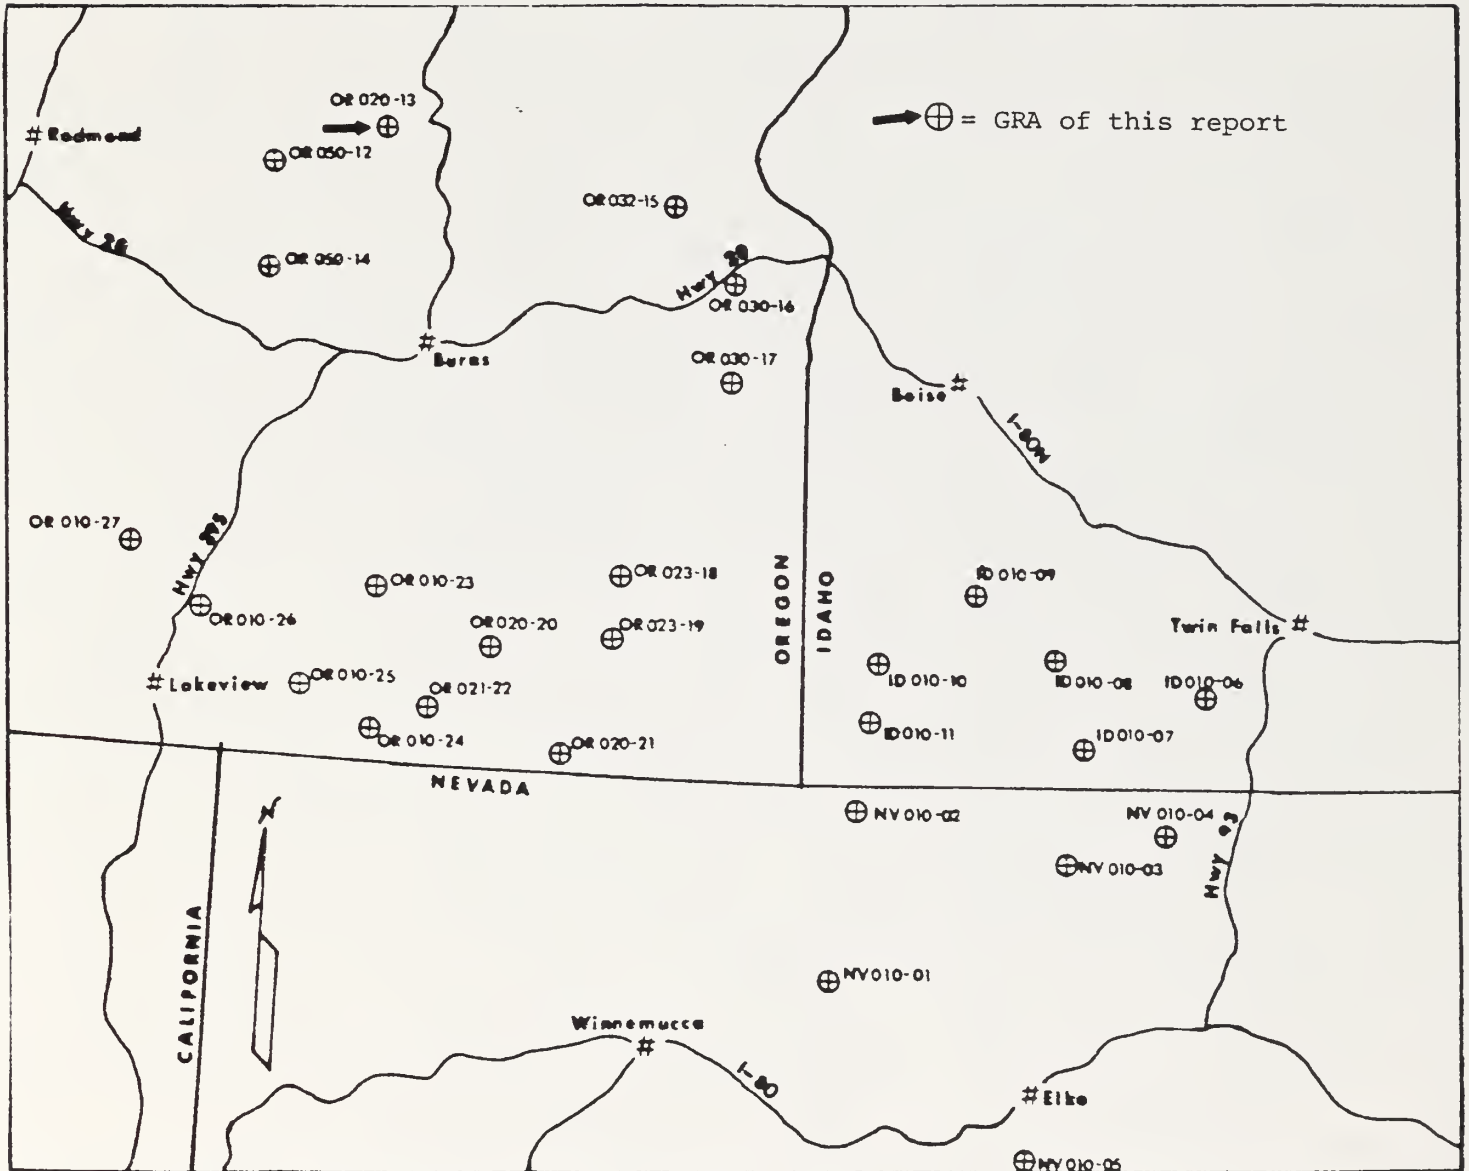 OR 020-13
= GRA of this report
Redmond
OR 050-12
OR 032-15
Hwy 26
OR 050-14
Hwy
OR 030-16
Burns
OR 030-17
Boise
I-80N
OR 010-27
Hwy 395
OR 010-23
OR 023-18
OREGON
IDAHO
ID 010-09
OR 010-26
OR 020-20
OR 023-19
Twin Falls
Lakeview
OR 010-25
OR 021-22
ID 010-10
ID 010-08
ID 010-06
OR 010-24
OR 020-21
ID 010-11
ID 010-07
NEVADA
N
NV 010-02
NV 010-04
NV 010-03
Hwy 93
CALIFORNIA
NV 010-01
Winnemucca
I-80
Elko
NV 010-05